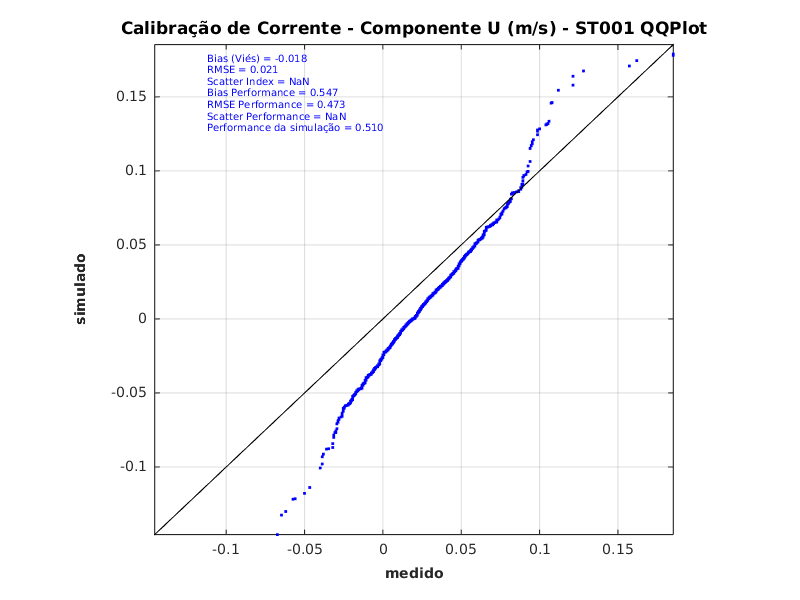 Calibração de Corrente - Componente U (m/s) - ST001 QQPlot
Bias (Viés) = -0.018
RMSE = 0.021
Scatter Index = NaN
Bias Performance = 0.547
RMSE Performance = 0.473
Scatter Performance = NaN
Performance da simulação = 0.510
0.15
0.1
0.05
0
-0.05
-0.1
simulado
-0.1
-0.05
0
0.05
0.1
0.15
medido